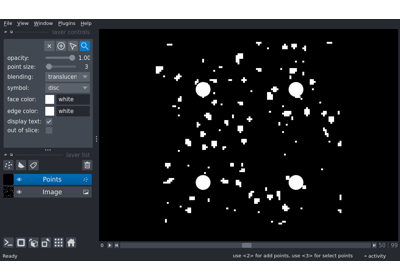 File View Window Plugins Help
layer controls
opacity: 1.00
point size: 3
blending: translucen
symbol: disc
face color: white
edge color: white
display text:
out of slice:
layer list
Points
Image
0 50 99
Ready use <2> for add points, use <3> for select points activity